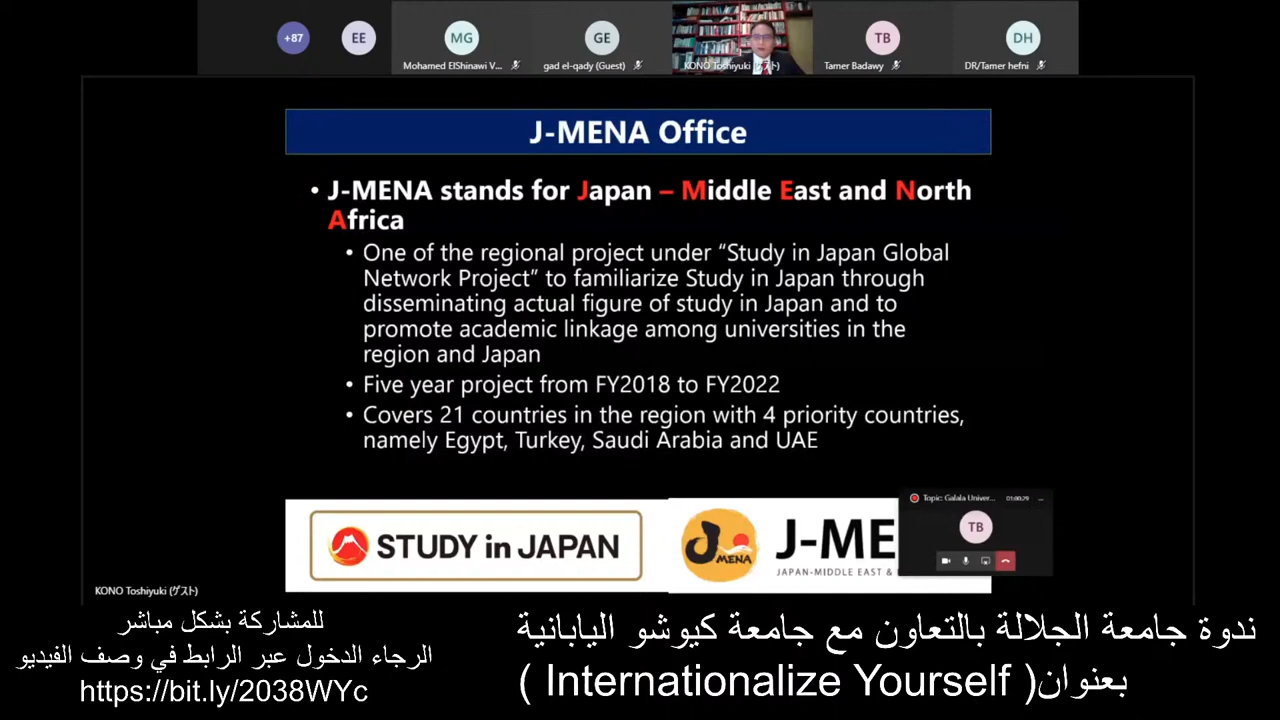 +87
EE
MG
GE
TB
DH
Mohamed ElShinawi V...
gad el-qady (Guest)
KONO Toshiyuki (ゲスト)
Tamer Badawy
DR/Tamer hefni
J-MENA Office
• J-MENA stands for Japan – Middle East and North
Africa
• One of the regional project under “Study in Japan Global
Network Project” to familiarize Study in Japan through
disseminating actual figure of study in Japan and to
promote academic linkage among universities in the
region and Japan
• Five year project from FY2018 to FY2022
• Covers 21 countries in the region with 4 priority countries,
namely Egypt, Turkey, Saudi Arabia and UAE
STUDY in JAPAN
J MENA
J-ME
JAPAN-MIDDLE EAST &
Topic: Galala Univer...
01:00:29
TB
KONO Toshiyuki (ゲスト)
ندوة جامعة الجلالة بالتعاون مع جامعة كيوشو اليابانية
بعنوان( Internationalize Yourself )
للمشاركة بشكل مباشر
الرجاء الدخول عبر الرابط في وصف الفيديو
https://bit.ly/2038WYc